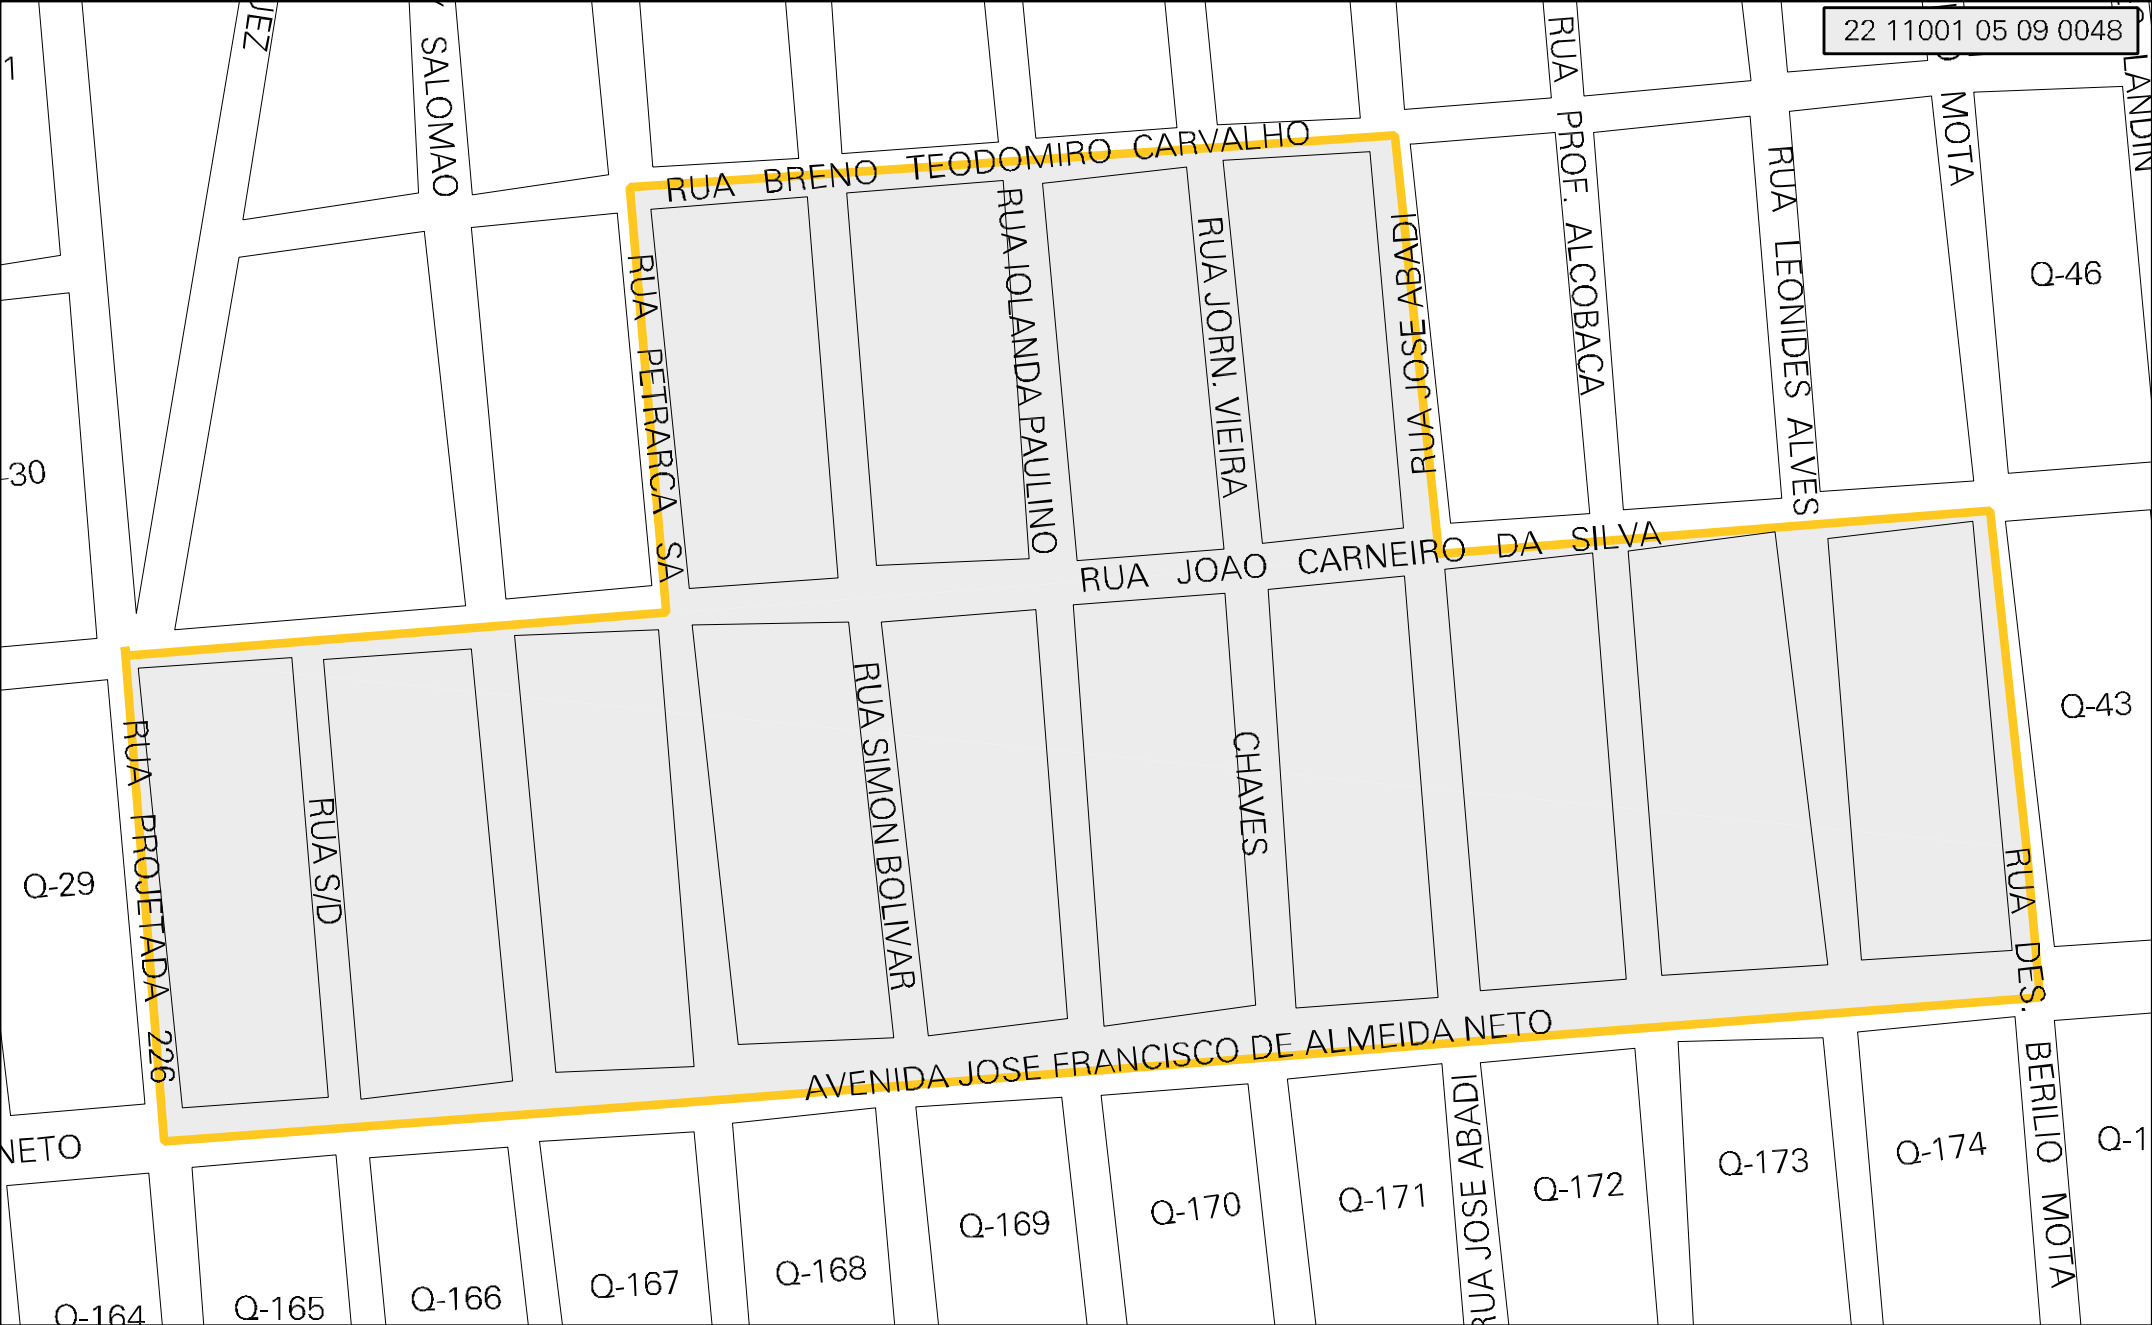 22 11001 05 09 0048
SALOMAO
RUA PROF. ALCOBACA
MOTA
LANDIN
RUA BRENO TEODOMIRO CARVALHO
RUA LEONIDES ALVES
RUA PETRARCA SA
RUA IOLANDA PAULINO
RUA JORN. VIEIRA
RUA JOSE ABADI
Q-46
-30
RUA JOAO CARNEIRO DA SILVA
Q-43
RUA PROJETADA 226
RUA S/D
RUA SIMON BOLIVAR
CHAVES
Q-29
RUA DES. BERILIO MOTA
AVENIDA JOSE FRANCISCO DE ALMEIDA NETO
NETO
RUA JOSE ABADI
Q-164
Q-165
Q-166
Q-167
Q-168
Q-169
Q-170
Q-171
Q-172
Q-173
Q-174
Q-1